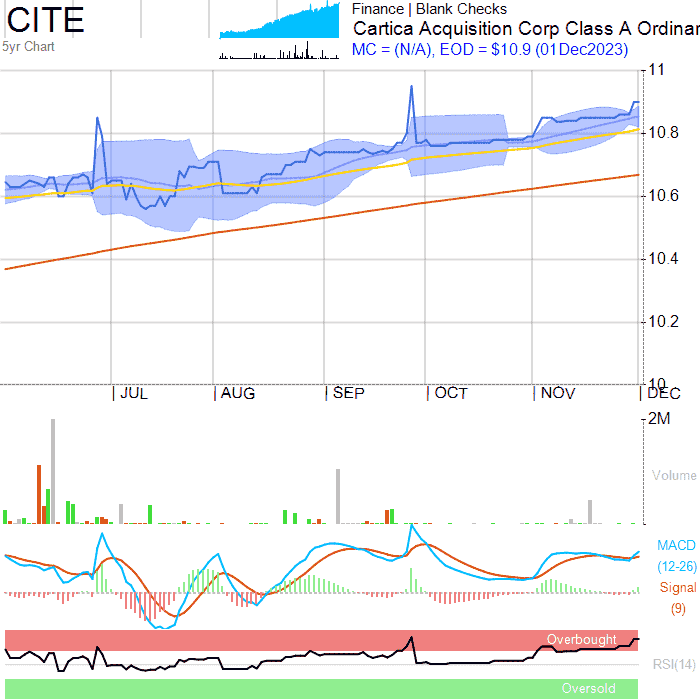 CITE
5yr Chart
Finance | Blank Checks
Cartica Acquisition Corp Class A Ordinar
MC = (N/A), EOD = $10.9 (01Dec2023)
11
10.8
10.6
10.4
10.2
10
JUL
AUG
SEP
OCT
NOV
DEC
2M
Volume
MACD
(12-26)
Signal
(9)
Overbought
RSI(14)
Oversold